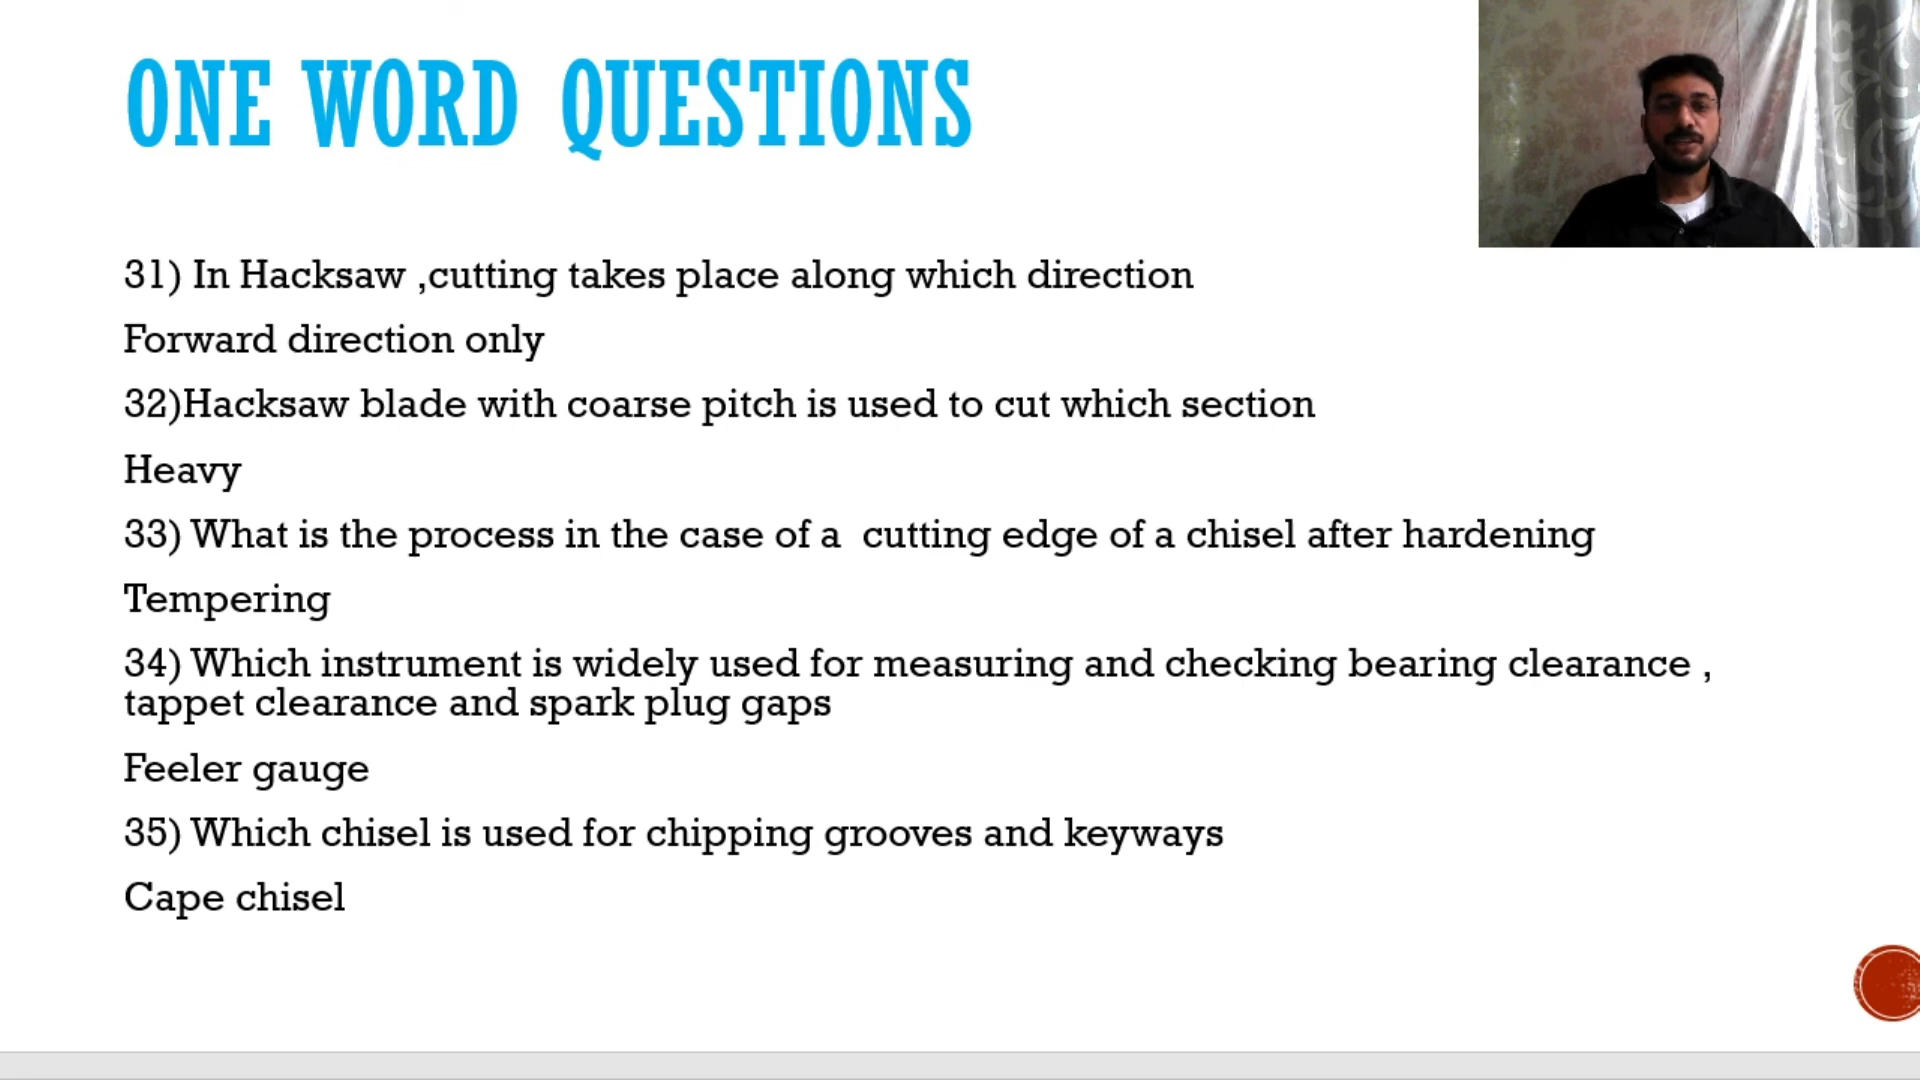 ONE WORD QUESTIONS
31) In Hacksaw ,cutting takes place along which direction
Forward direction only
32)Hacksaw blade with coarse pitch is used to cut which section
Heavy
33) What is the process in the case of a  cutting edge of a chisel after hardening
Tempering
34) Which instrument is widely used for measuring and checking bearing clearance ,
tappet clearance and spark plug gaps
Feeler gauge
35) Which chisel is used for chipping grooves and keyways
Cape chisel